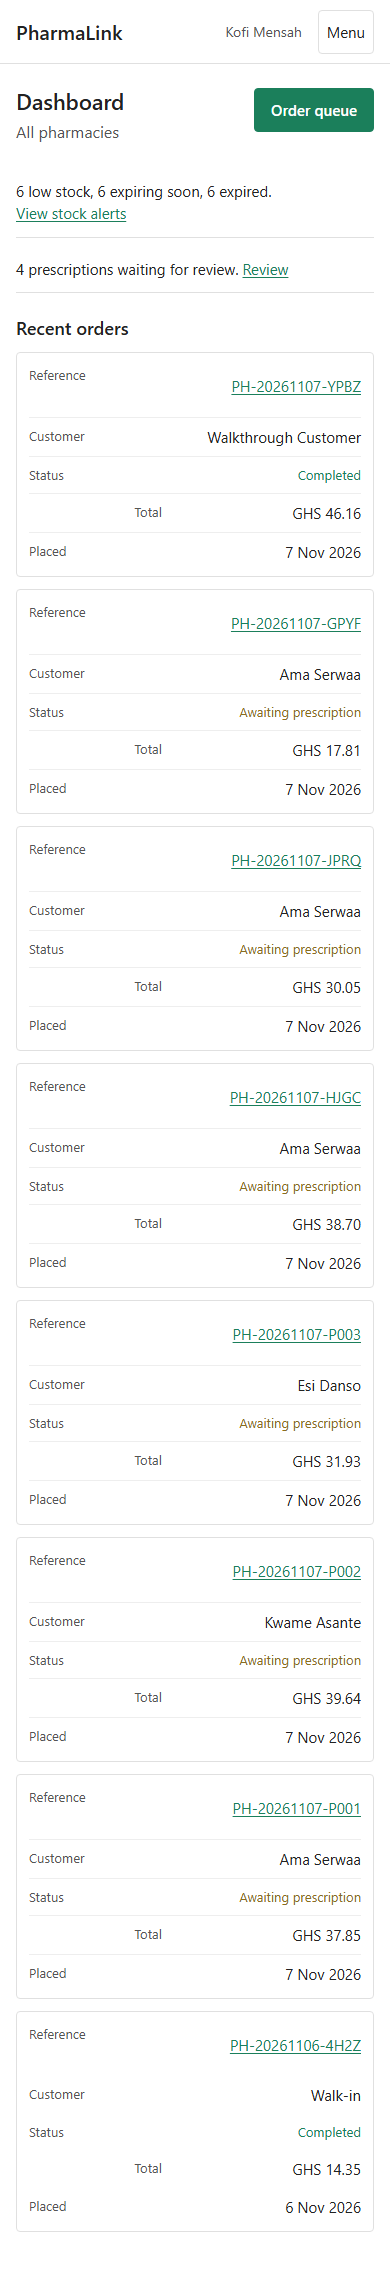 PharmaLink
Kofi Mensah
Menu
Dashboard
All pharmacies
Order queue
6 low stock, 6 expiring soon, 6 expired.
View stock alerts
4 prescriptions waiting for review. Review
Recent orders
Reference PH-20261107-YPBZ
Customer Walkthrough Customer
Status Completed
Total GHS 46.16
Placed 7 Nov 2026
Reference PH-20261107-GPYF
Customer Ama Serwaa
Status Awaiting prescription
Total GHS 17.81
Placed 7 Nov 2026
Reference PH-20261107-JPRQ
Customer Ama Serwaa
Status Awaiting prescription
Total GHS 30.05
Placed 7 Nov 2026
Reference PH-20261107-HJGC
Customer Ama Serwaa
Status Awaiting prescription
Total GHS 38.70
Placed 7 Nov 2026
Reference PH-20261107-P003
Customer Esi Danso
Status Awaiting prescription
Total GHS 31.93
Placed 7 Nov 2026
Reference PH-20261107-P002
Customer Kwame Asante
Status Awaiting prescription
Total GHS 39.64
Placed 7 Nov 2026
Reference PH-20261107-P001
Customer Ama Serwaa
Status Awaiting prescription
Total GHS 37.85
Placed 7 Nov 2026
Reference PH-20261106-4H2Z
Customer Walk-in
Status Completed
Total GHS 14.35
Placed 6 Nov 2026